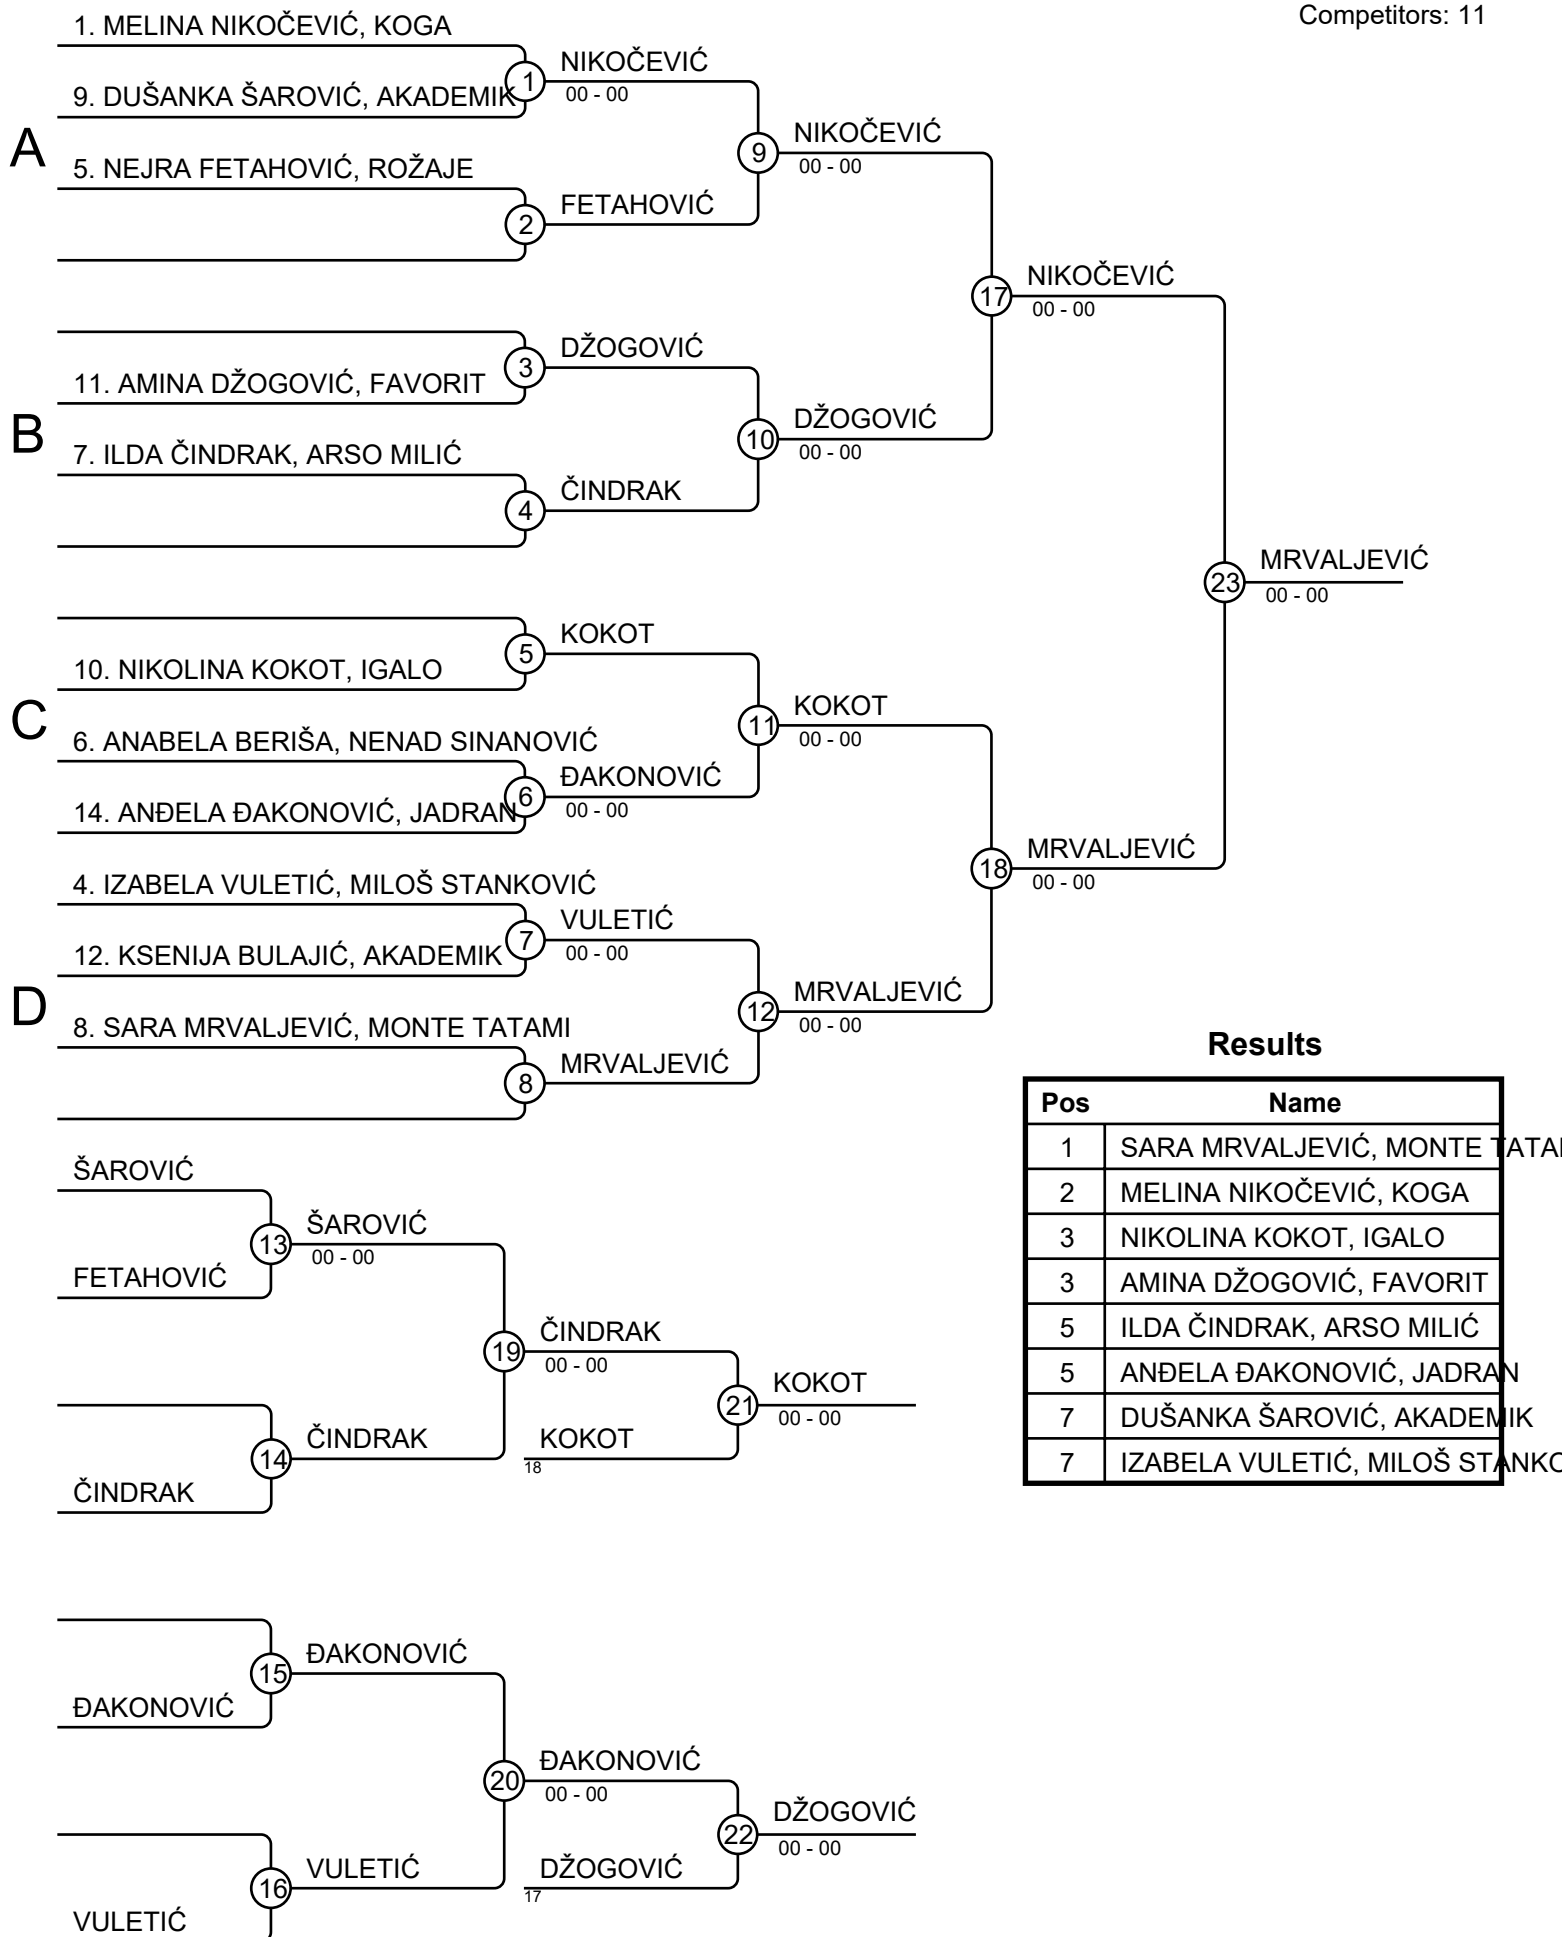 Competitors: 11
1. MELINA NIKOČEVIĆ, KOGA
9. DUŠANKA ŠAROVIĆ, AKADEMIK
1
NIKOČEVIĆ
00 - 00
A
5. NEJRA FETAHOVIĆ, ROŽAJE
2
FETAHOVIĆ
9
NIKOČEVIĆ
00 - 00
3
DŽOGOVIĆ
11. AMINA DŽOGOVIĆ, FAVORIT
B
7. ILDA ČINDRAK, ARSO MILIĆ
4
ČINDRAK
10
DŽOGOVIĆ
00 - 00
17
NIKOČEVIĆ
00 - 00
5
KOKOT
10. NIKOLINA KOKOT, IGALO
C
6. ANABELA BERIŠA, NENAD SINANOVIĆ
14. ANĐELA ĐAKONOVIĆ, JADRAN
6
ĐAKONOVIĆ
00 - 00
11
KOKOT
00 - 00
4. IZABELA VULETIĆ, MILOŠ STANKOVIĆ
12. KSENIJA BULAJIĆ, AKADEMIK
7
VULETIĆ
00 - 00
D
8. SARA MRVALJEVIĆ, MONTE TATAMI
8
MRVALJEVIĆ
12
MRVALJEVIĆ
00 - 00
18
MRVALJEVIĆ
00 - 00
23
MRVALJEVIĆ
00 - 00
ŠAROVIĆ
FETAHOVIĆ
13
ŠAROVIĆ
00 - 00
ČINDRAK
14
ČINDRAK
19
ČINDRAK
00 - 00
KOKOT
18
21
KOKOT
00 - 00
ĐAKONOVIĆ
15
ĐAKONOVIĆ
VULETIĆ
16
VULETIĆ
20
ĐAKONOVIĆ
00 - 00
DŽOGOVIĆ
17
22
DŽOGOVIĆ
00 - 00
Results
Pos Name
1 SARA MRVALJEVIĆ, MONTE
2 MELINA NIKOČEVIĆ, KOGA
3 NIKOLINA KOKOT, IGALO
3 AMINA DŽOGOVIĆ, FAVORIT
5 ILDA ČINDRAK, ARSO MILIĆ
5 ANĐELA ĐAKONOVIĆ, JADRAN
7 DUŠANKA ŠAROVIĆ, AKADEMIK
7 IZABELA VULETIĆ, MILOŠ